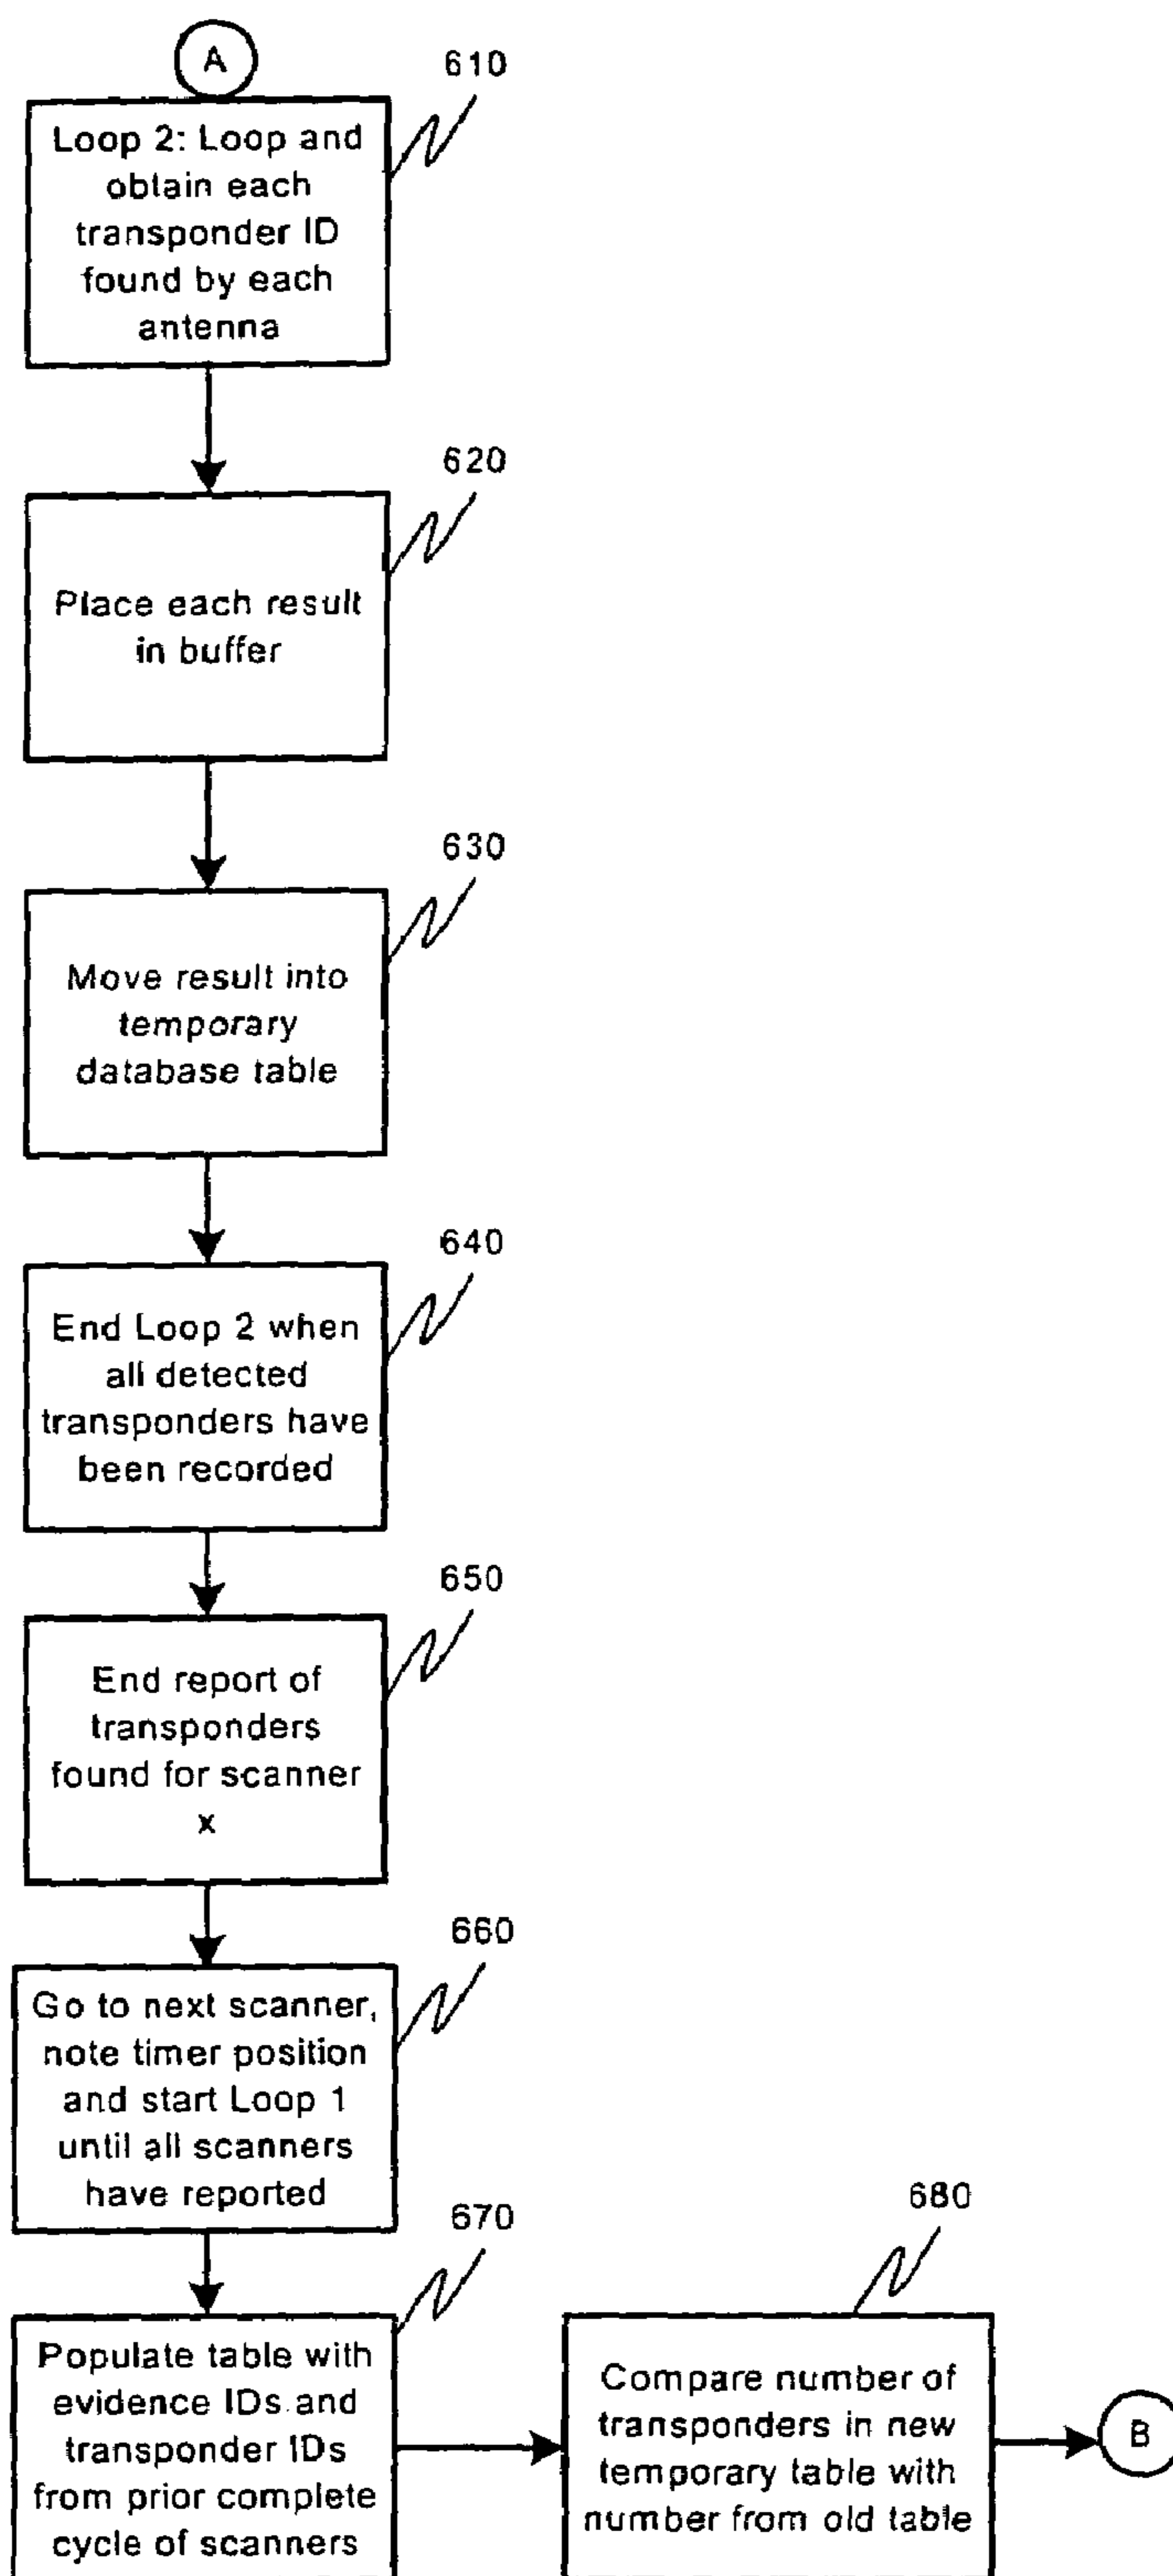 A
610
Loop 2: Loop and
obtain each
transponder ID
found by each
antenna
620
Place each result
in buffer
630
Move result into
temporary
database table
640
End Loop 2 when
all detected
transponders have
been recorded
650
End report of
transponders
found for scanner
x
660
Go to next scanner,
note timer position
and start Loop 1
until all scanners
have reported
670
Populate table with
evidence IDs and
transponder IDs
from prior complete
cycle of scanners
680
Compare number of
transponders in new
temporary table with
number from old table
B